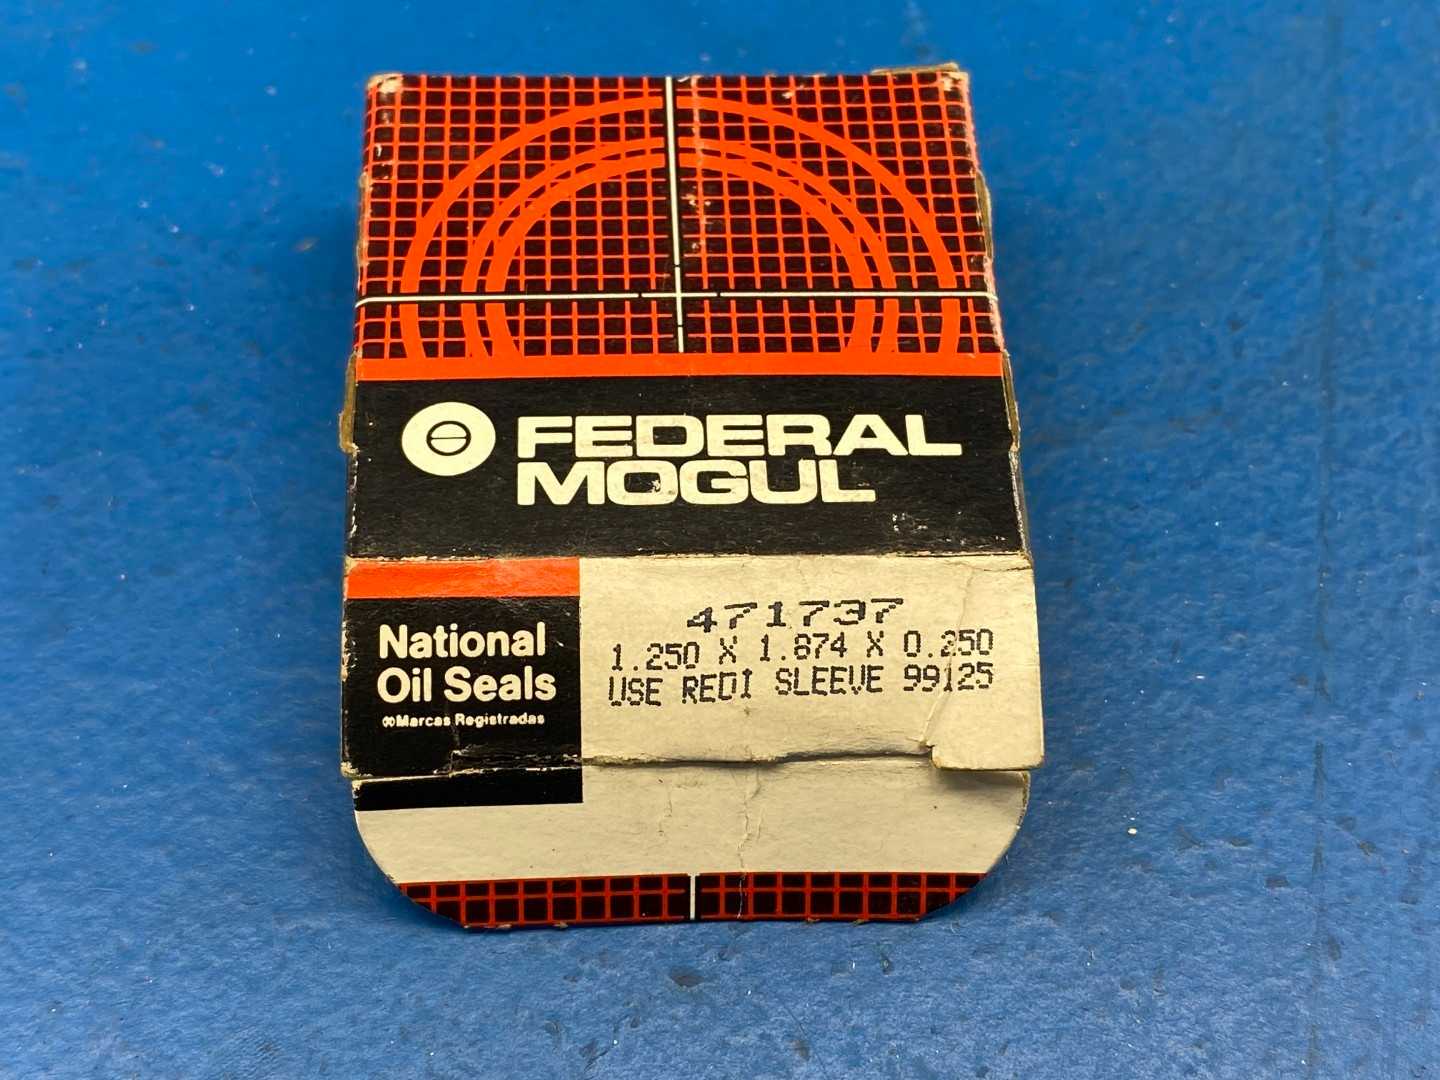 FEDERAL
MOGUL
National
Oil Seals
Marcas Registradas
471737
1.250 X 1.874 X 0.250
USE REDI SLEEVE 99125